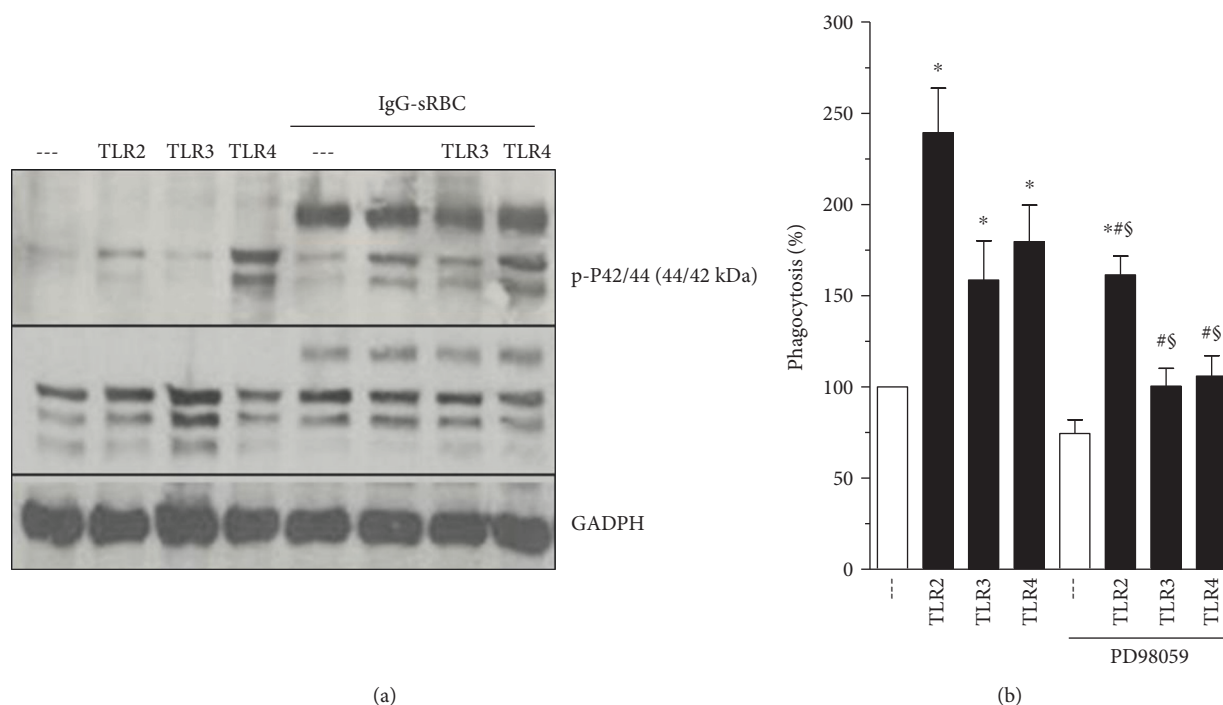 IgG-sRBC
--- TLR2 TLR3 TLR4 --- TLR3 TLR4
p-P42/44 (44/42 kDa)
GADPH
(a)
300
250
200
150
100
50
0
Phagocytosis (%)
*
*
*
*#§
#§
#§
---
TLR2
TLR3
TLR4
---
TLR2
TLR3
TLR4
PD98059
(b)